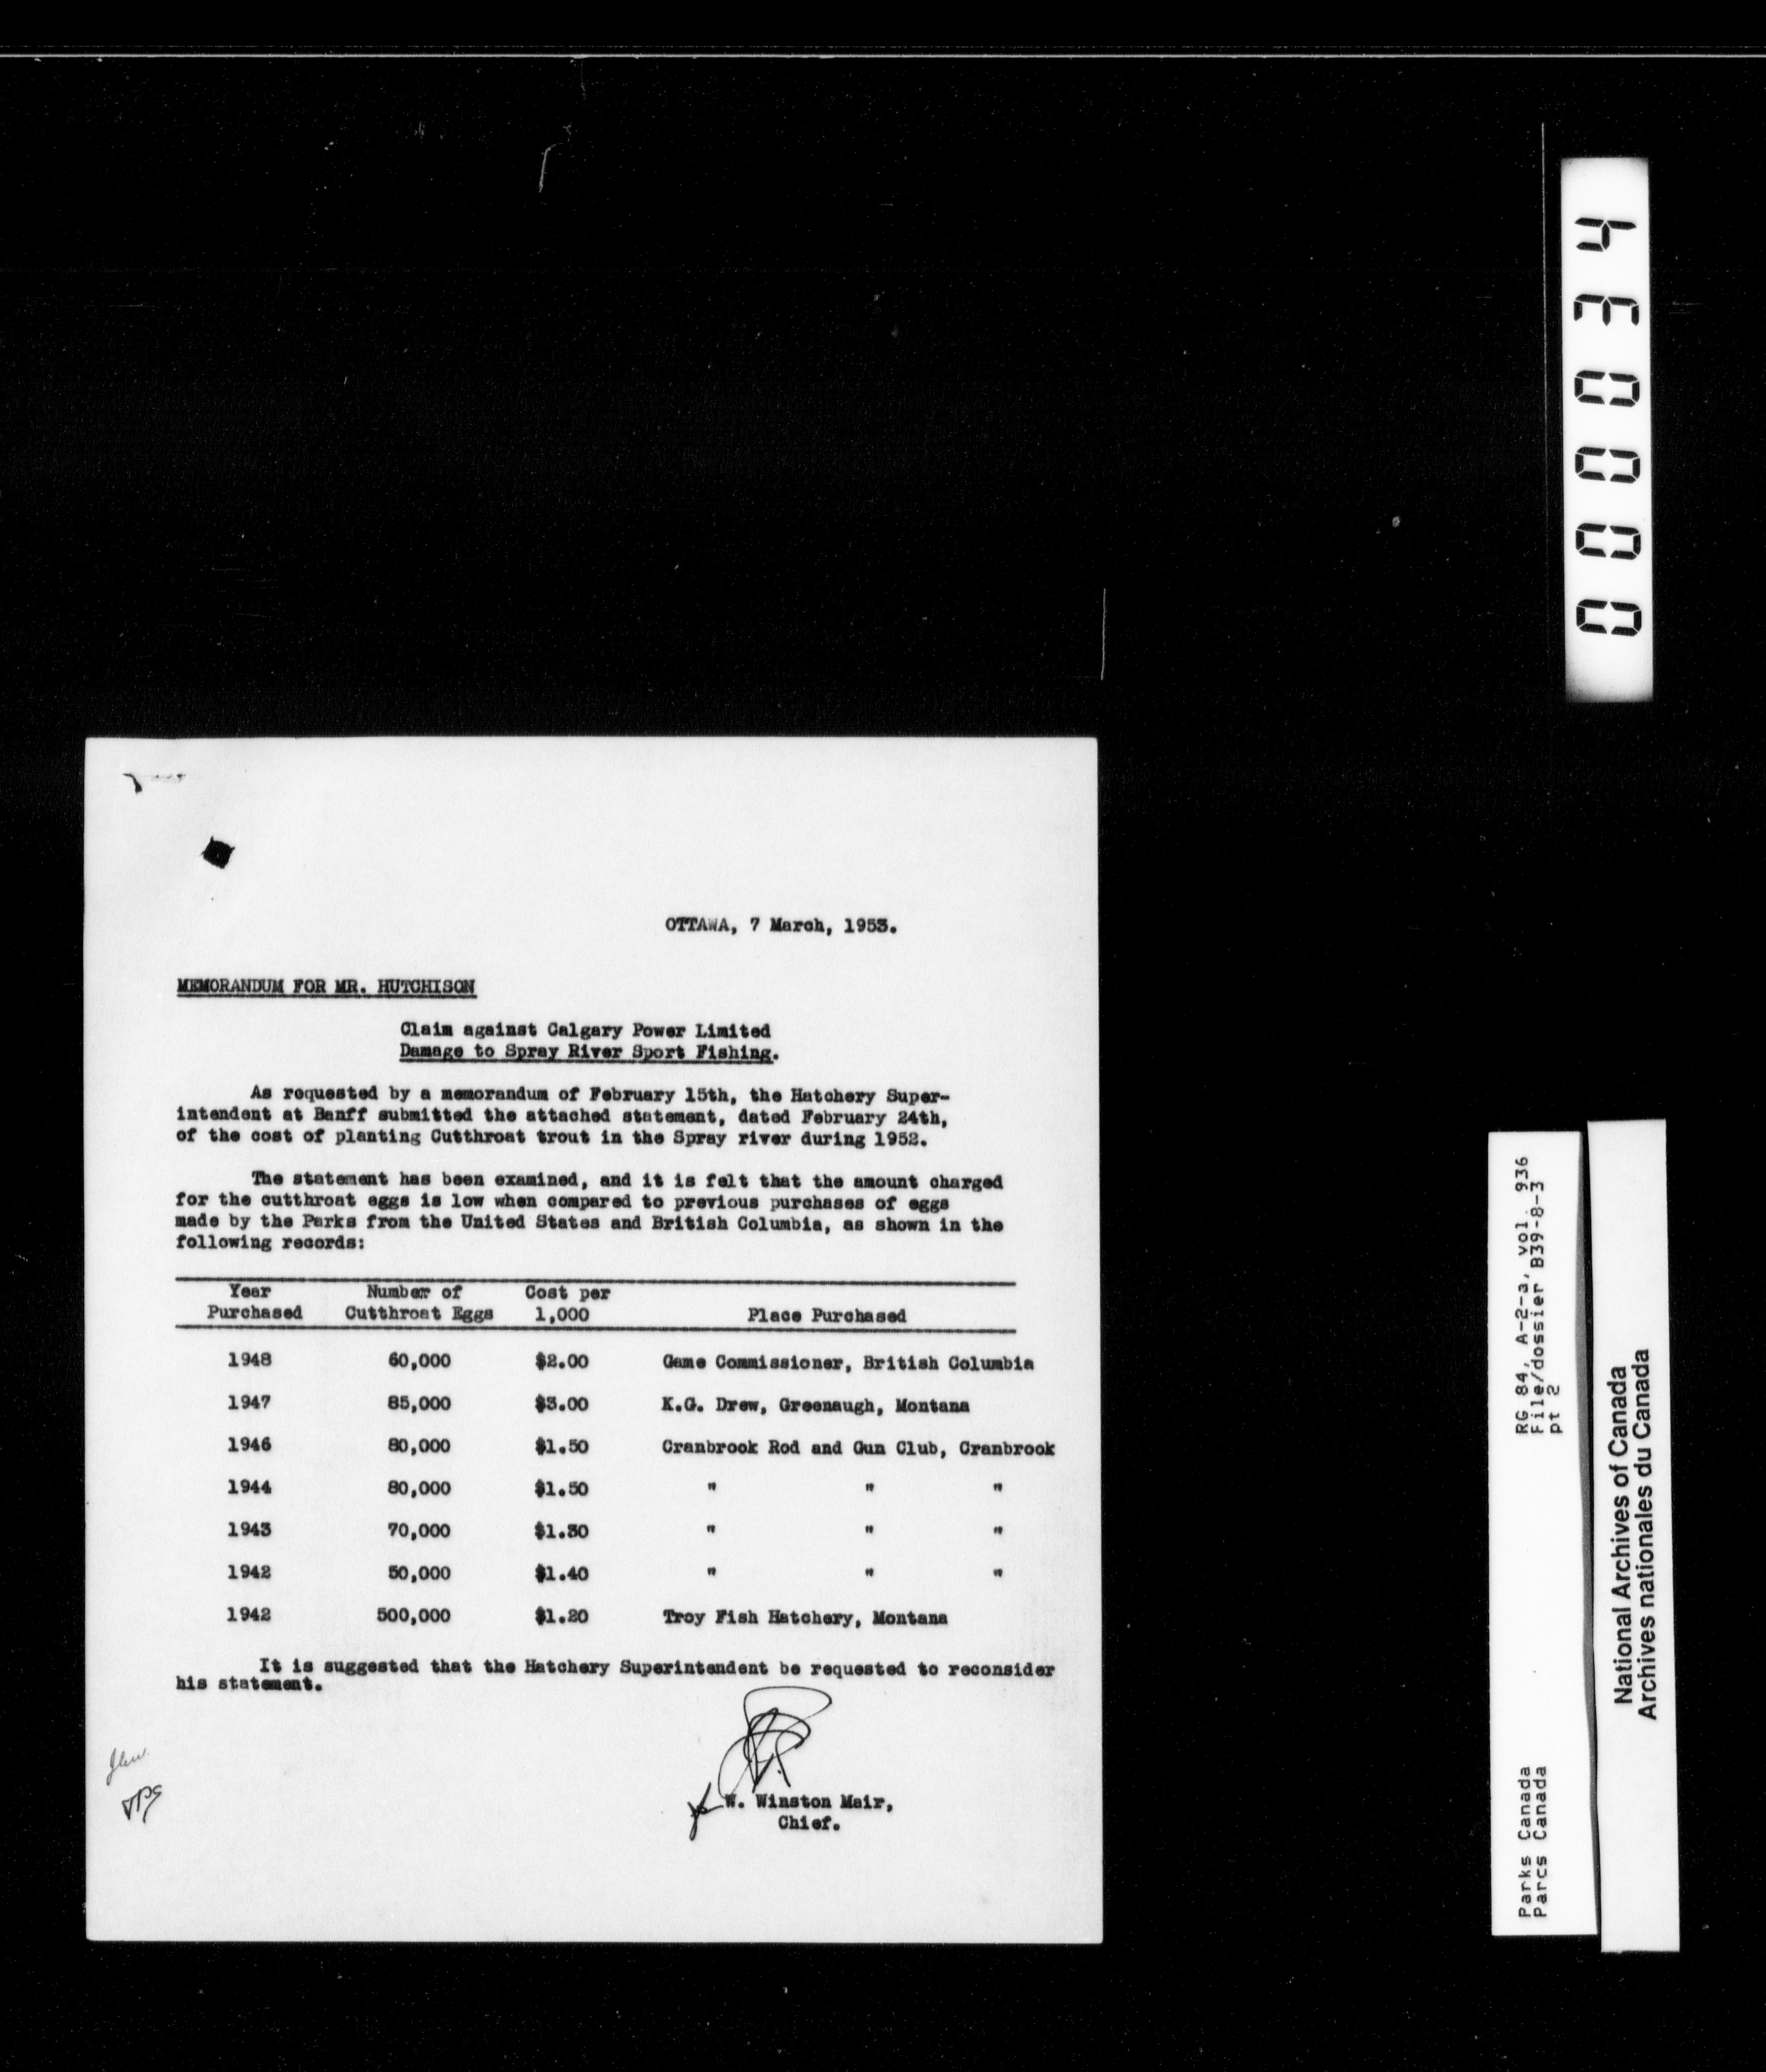 OTTAWA, 7 March, 1953.
MEMORANDUM FOR MR. HUTCHISON
Claim against Calgary Power Limited
Damage to Spray River Sport Fishing.
As requested by a memorandum of February 15th, the Hatchery Super-
intendent at Banff submitted the attached statement, dated February 24th,
of the cost of planting Cutthroat trout in the Spray river during 1952.
The statement has been examined, and it is felt that the amount charged
for the cutthroat eggs is low when compared to previous purchases of eggs
made by the Parks from the United States and British Columbia, as shown in the
following records:
Year Number of Cost per
Purchased Cutthroat Eggs 1,000 Place Purchased
1948 60,000 $2.00 Game Commissioner, British Columbia
1947 85,000 $3.00 K.G. Drew, Greenaugh, Montana
1946 80,000 $1.50 Cranbrook Rod and Gun Club, Cranbrook
1944 80,000 $1.50 " " "
1943 70,000 $1.30 " " "
1942 50,000 $1.40 " " "
1942 500,000 $1.20 Troy Fish Hatchery, Montana
It is suggested that the Hatchery Superintendent be requested to reconsider
his statement.
W. Winston Mair,
Chief.
000034
RG 84, A-2-a, vol. 936
File/dossier B39-8-3
pt 2
Parks Canada
Parcs Canada
National Archives of Canada
Archives nationales du Canada